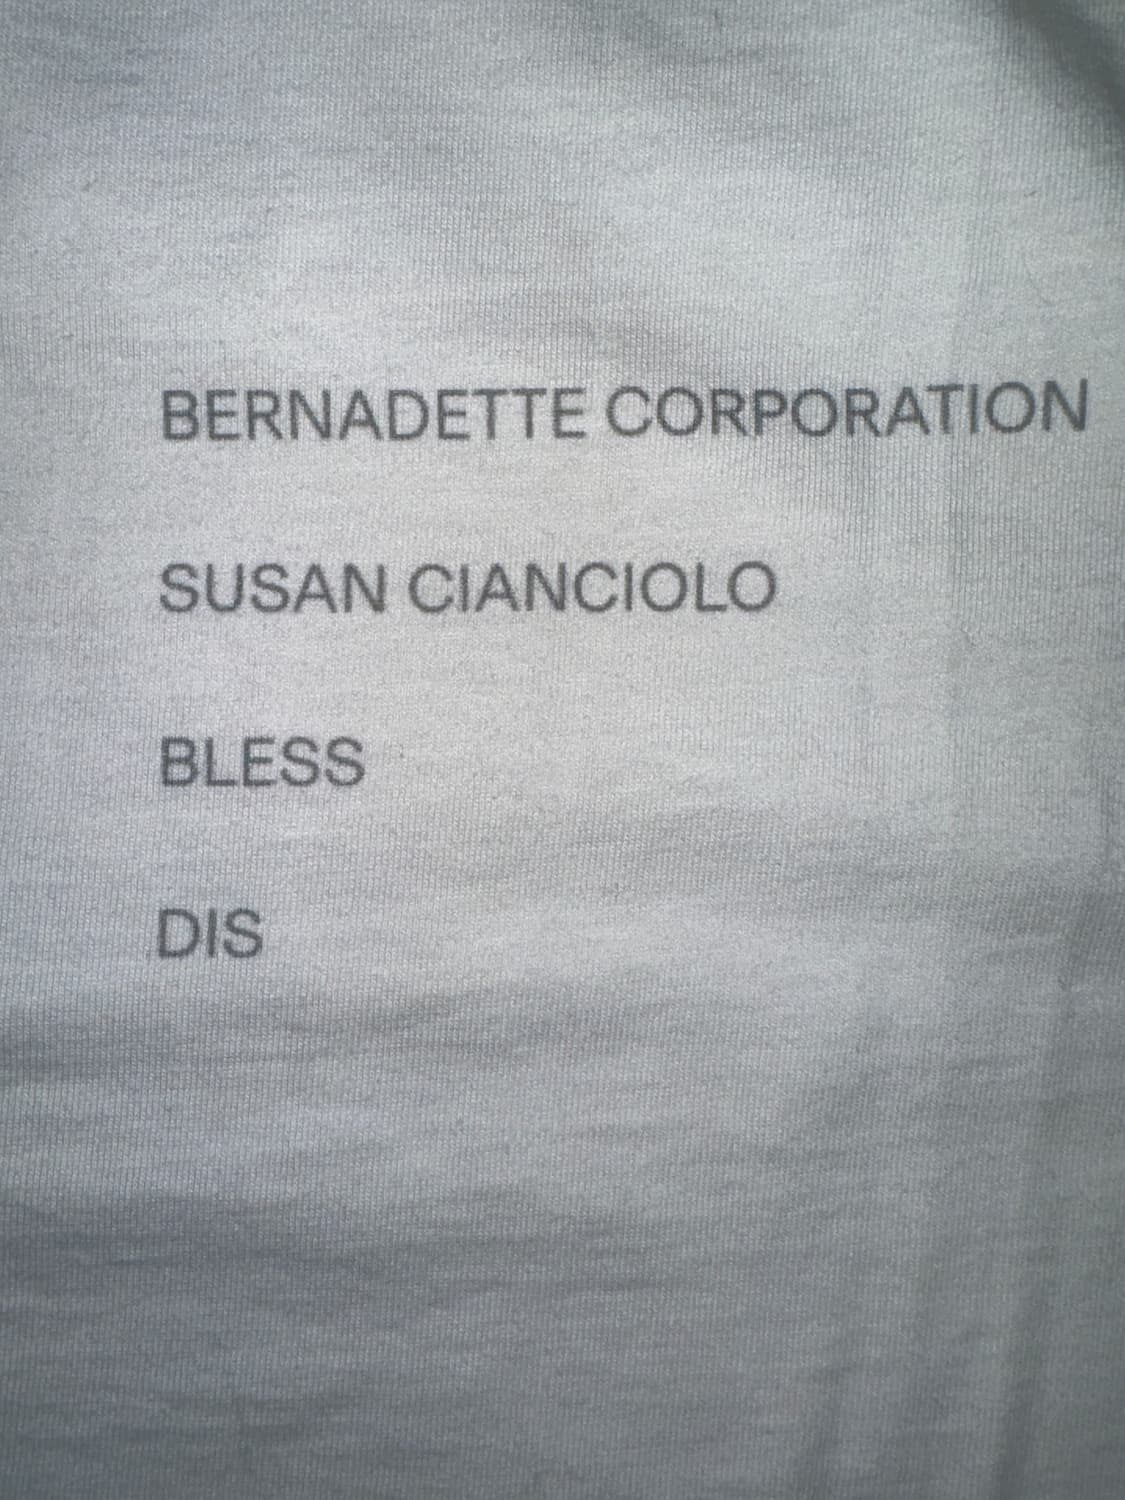 BERNADETTE CORPORATION
SUSAN CIANCIOLO
BLESS
DIS